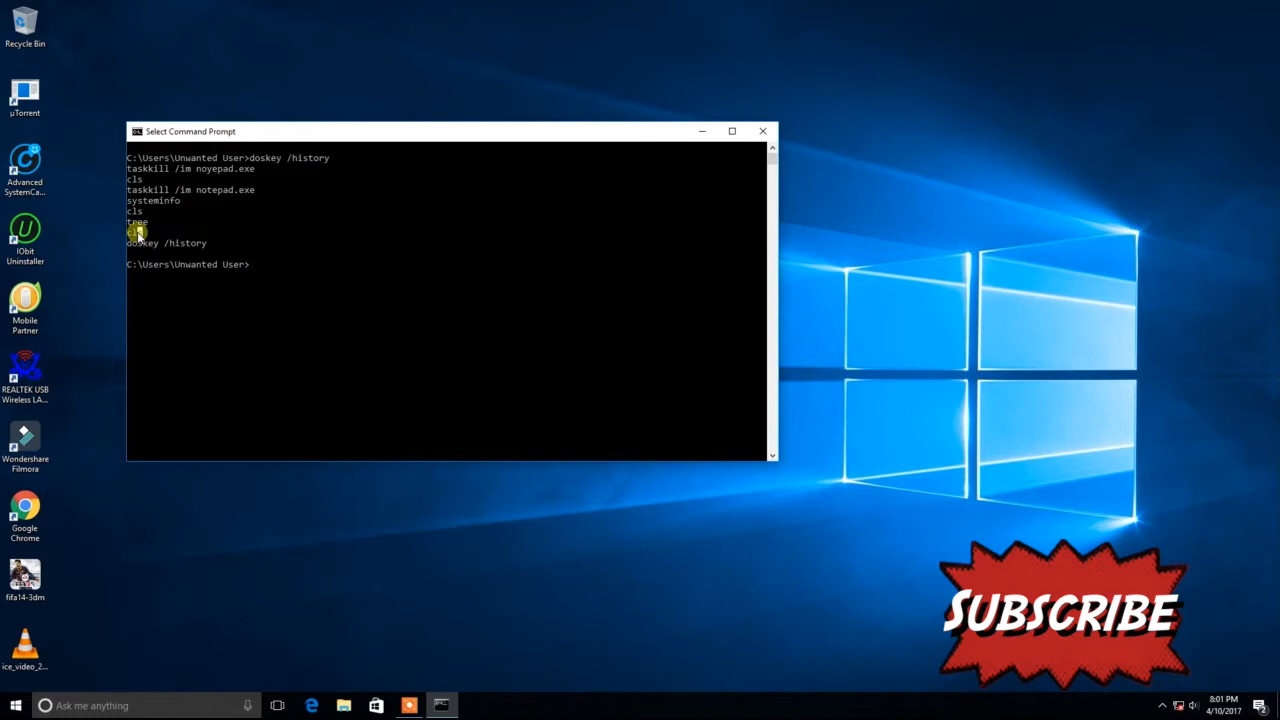 Recycle Bin
µTorrent
Advanced
SystemCa...
IObit
Uninstaller
Mobile
Partner
REALTEK USB
Wireless LA...
Wondershare
Filmora
Google
Chrome
fifa14-3dm
ice_video_2...
Select Command Prompt
C:\Users\Unwanted User>doskey /history
taskkill /im noyepad.exe
cls
taskkill /im notepad.exe
systeminfo
cls
tree
cls
doskey /history
C:\Users\Unwanted User>
SUBSCRIBE
Ask me anything
8:01 PM
4/10/2017
2